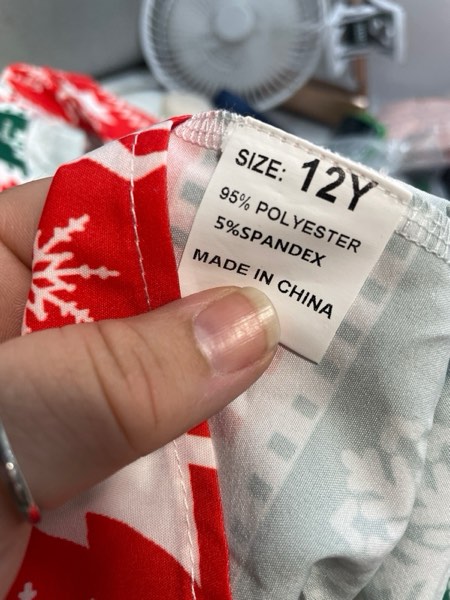 SIZE: 12Y
95% POLYESTER
5%SPANDEX
MADE IN CHINA